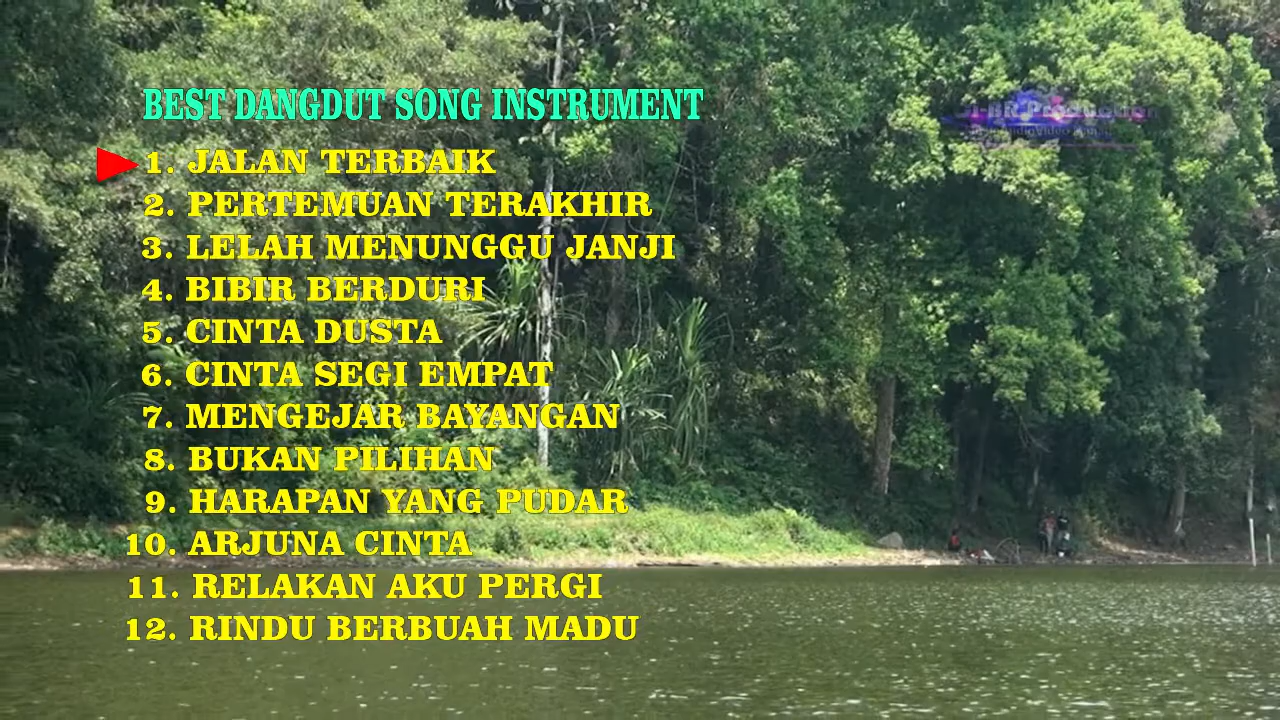 BEST DANGDUT SONG INSTRUMENT
1. JALAN TERBAIK
2. PERTEMUAN TERAKHIR
3. LELAH MENUNGGU JANJI
4. BIBIR BERDURI
5. CINTA DUSTA
6. CINTA SEGI EMPAT
7. MENGEJAR BAYANGAN
8. BUKAN PILIHAN
9. HARAPAN YANG PUDAR
10. ARJUNA CINTA
11. RELAKAN AKU PERGI
12. RINDU BERBUAH MADU
Production